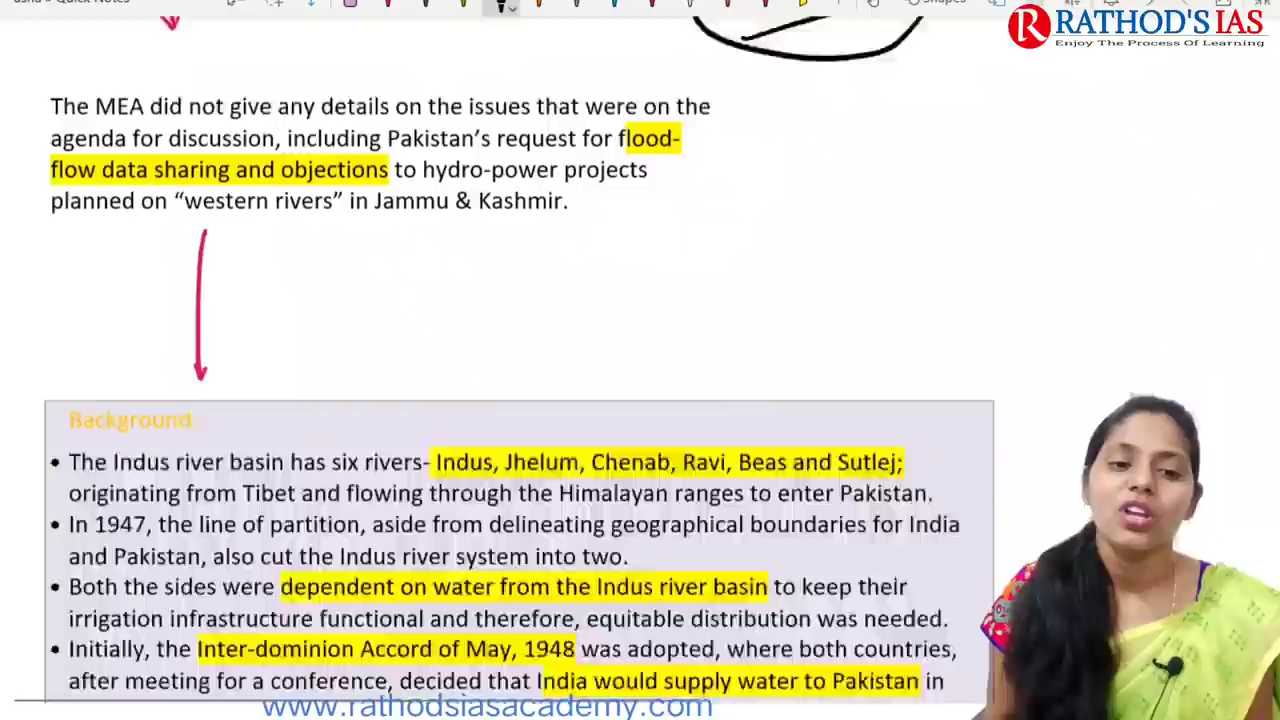 usha » Quick Notes
Shapes
RATHOD'S IAS
Enjoy The Process Of Learning
The MEA did not give any details on the issues that were on the
agenda for discussion, including Pakistan's request for flood-
flow data sharing and objections to hydro-power projects
planned on “western rivers” in Jammu & Kashmir.
Background:
• The Indus river basin has six rivers- Indus, Jhelum, Chenab, Ravi, Beas and Sutlej;
originating from Tibet and flowing through the Himalayan ranges to enter Pakistan.
• In 1947, the line of partition, aside from delineating geographical boundaries for India
and Pakistan, also cut the Indus river system into two.
• Both the sides were dependent on water from the Indus river basin to keep their
irrigation infrastructure functional and therefore, equitable distribution was needed.
• Initially, the Inter-dominion Accord of May, 1948 was adopted, where both countries,
after meeting for a conference, decided that India would supply water to Pakistan in
www.rathodsiasacademy.com